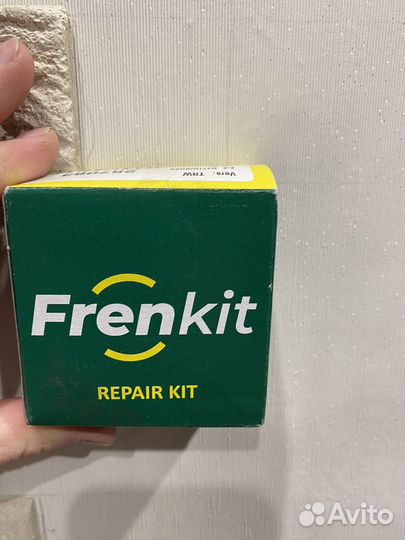 Vers. TRW
Frenkit
REPAIR KIT
Avito